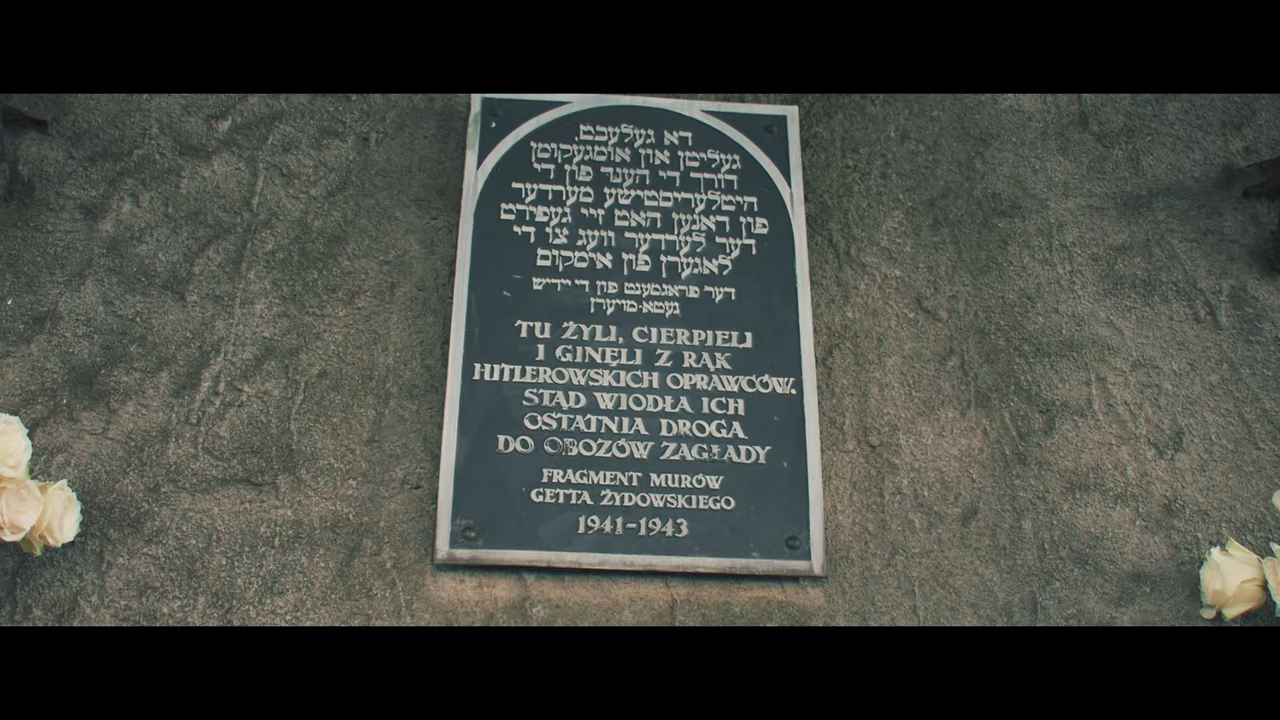 דא געלעבט,
געליטן און אומגעקומען
דורך די הענד פון די
היטלעריסטישע מערדער
פון דאנען האט זיי געפירט
דער לעצטער וועג צו די
לאגערן פון אומקום
דער פראגמענט פון די יידיש
געטא-מויערן
TU ŻYLI, CIERPIELI
I GINĘLI Z RĄK
HITLEROWSKICH OPRAWCÓW.
STĄD WIODŁA ICH
OSTATNIA DROGA
DO OBOZÓW ZAGŁADY
FRAGMENT MURÓW
GETTA ŻYDOWSKIEGO
1941-1943